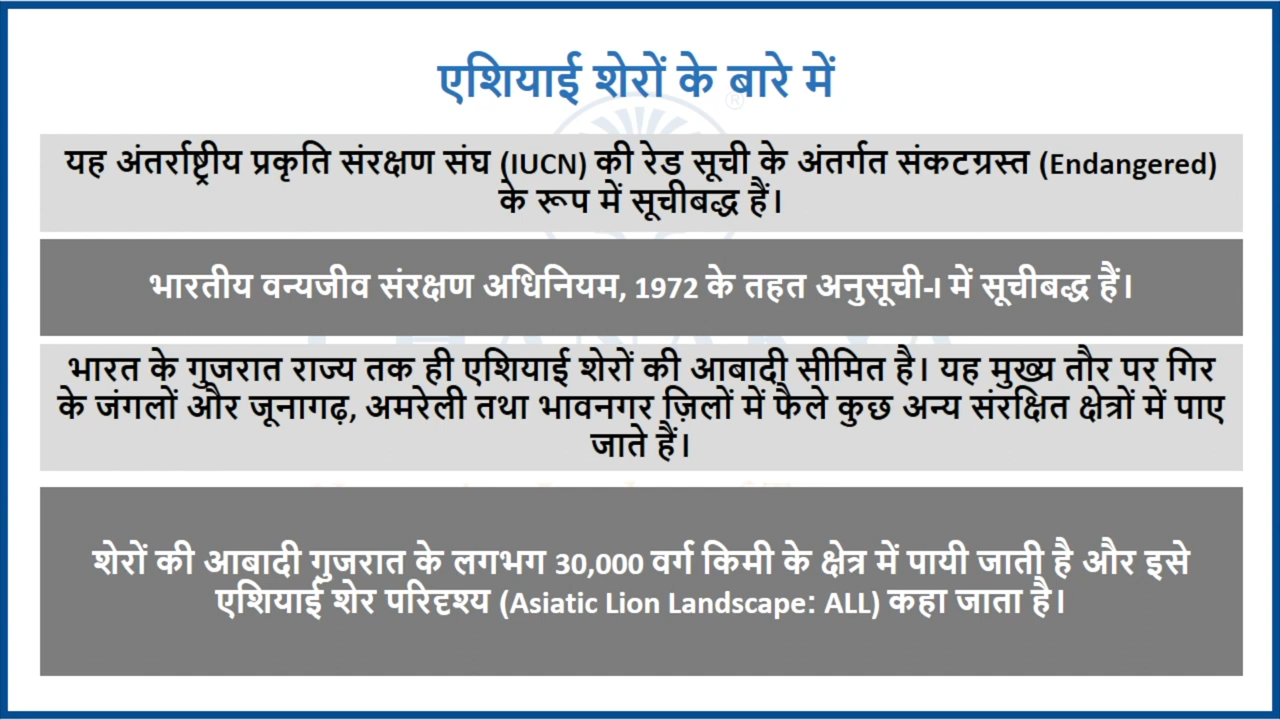 एशियाई शेरों के बारे में
यह अंतर्राष्ट्रीय प्रकृति संरक्षण संघ (IUCN) की रेड सूची के अंतर्गत संकटग्रस्त (Endangered)
के रूप में सूचीबद्ध हैं।
भारतीय वन्यजीव संरक्षण अधिनियम, 1972 के तहत अनुसूची-I में सूचीबद्ध हैं।
भारत के गुजरात राज्य तक ही एशियाई शेरों की आबादी सीमित है। यह मुख्य तौर पर गिर
के जंगलों और जूनागढ़, अमरेली तथा भावनगर ज़िलों में फैले कुछ अन्य संरक्षित क्षेत्रों में पाए
जाते हैं।
शेरों की आबादी गुजरात के लगभग 30,000 वर्ग किमी के क्षेत्र में पायी जाती है और इसे
एशियाई शेर परिदृश्य (Asiatic Lion Landscape: ALL) कहा जाता है।